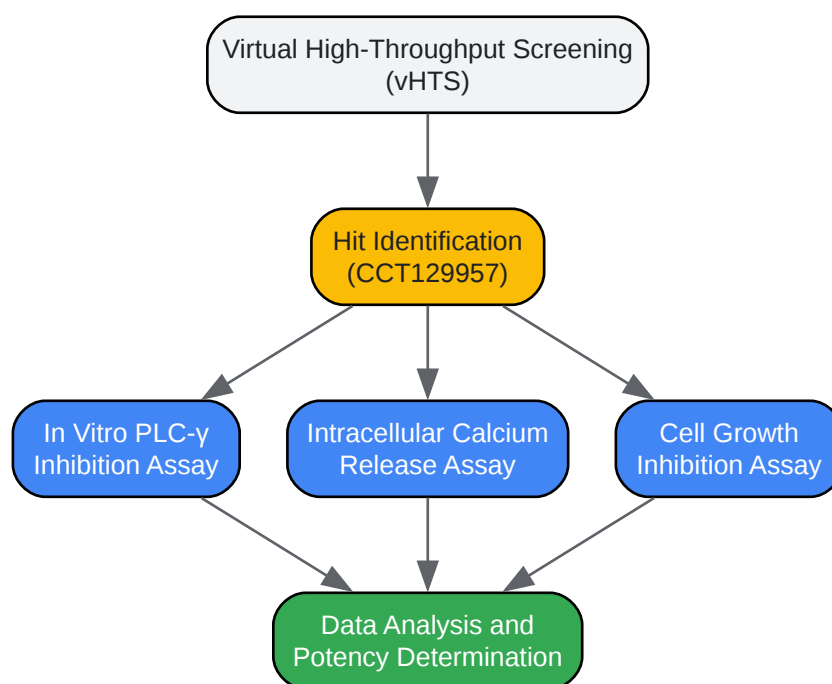 Virtual High-Throughput Screening
(vHTS)
Hit Identification
(CCT129957)
In Vitro PLC-γ
Inhibition Assay
Intracellular Calcium
Release Assay
Cell Growth
Inhibition Assay
Data Analysis and
Potency Determination